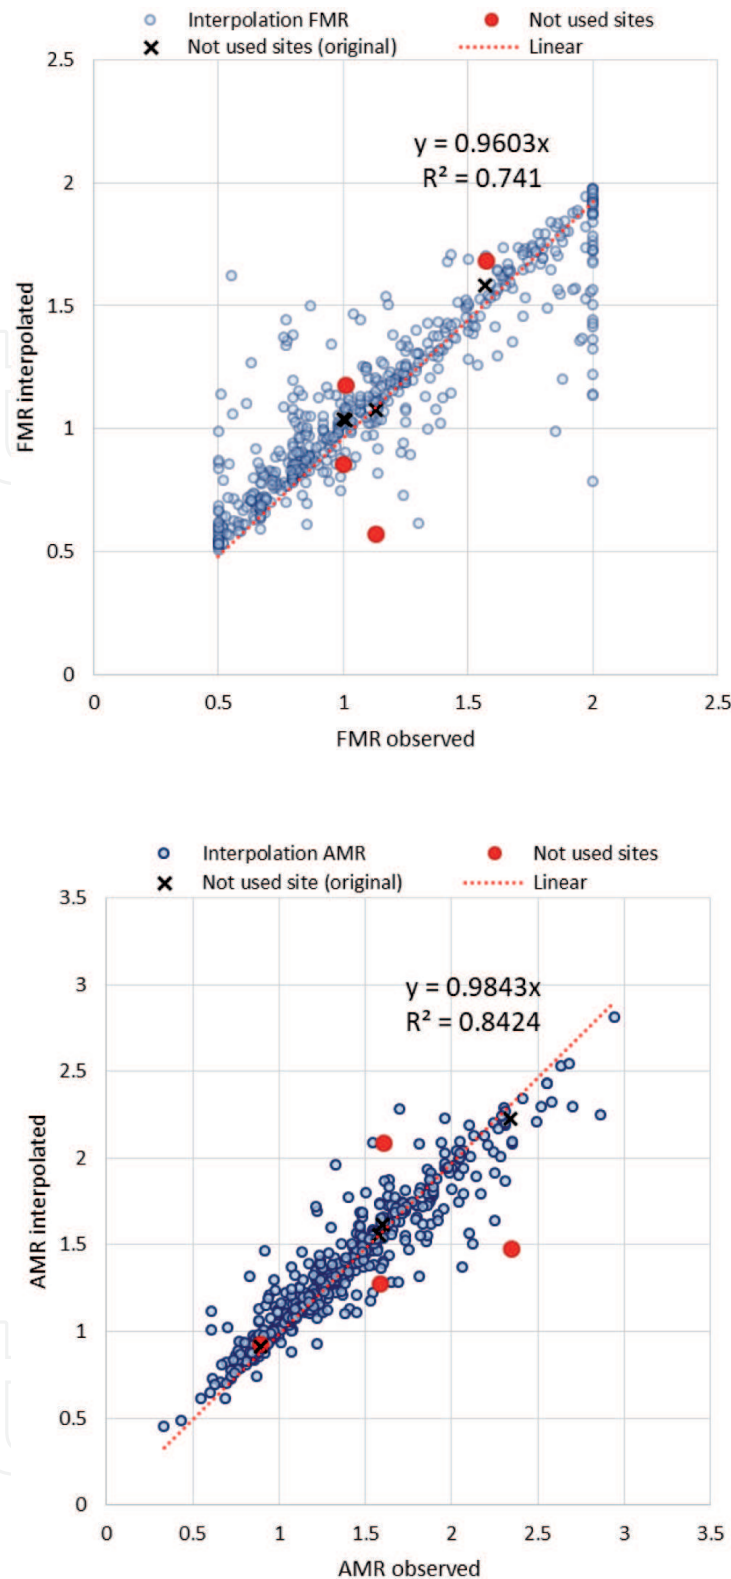 Interpolation FMR Not used sites
Not used sites (original) Linear
2.5
y = 0.9603x
R² = 0.741
2
1.5
1
0.5
0
FMR interpolated
0 0.5 1 1.5 2 2.5
FMR observed
Interpolation AMR Not used sites
Not used site (original) Linear
3.5
3
y = 0.9843x
R² = 0.8424
2.5
2
1.5
1
0.5
0
AMR interpolated
0 0.5 1 1.5 2 2.5 3 3.5
AMR observed